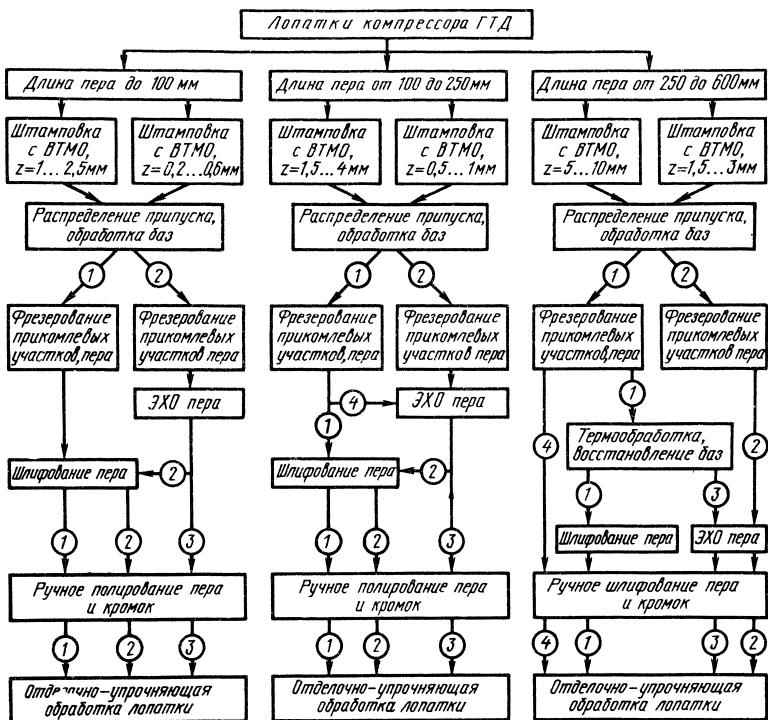 Лопатки компрессора ГТД
Длина пера до 100 мм
Длина пера от 100 до 250мм
Длина пера от 250 до 600мм
Штамповка
с ВТМО,
z=1...2,5мм
Штамповка
с ВТМО,
z=0,2...0,6мм
Штамповка
с ВТМО,
z=1,5...4мм
Штамповка
с ВТМО,
z=0,5...1мм
Штамповка
с ВТМО,
z=5...10мм
Штамповка
с ВТМО,
z=1,5...3мм
Распределение припуска,
обработка баз
Распределение припуска,
обработка баз
Распределение припуска,
обработка баз
1
2
1
2
1
2
Фрезерование
прикомлевых
участков, пера
Фрезерование
прикомлевых
участков пера
Фрезерование
прикомлевых
участков, пера
Фрезерование
прикомлевых
участков пера
Фрезерование
прикомлевых
участков, пера
Фрезерование
прикомлевых
участков пера
ЭХО пера
4
ЭХО пера
1
1
Термообработка,
восстановление баз
4
2
Шлифование пера
2
Шлифование пера
2
1
3
Шлифование пера
ЭХО пера
1
2
3
1
2
3
Ручное полирование пера
и кромок
Ручное полирование пера
и кромок
Ручное шлифование пера
и кромок
1
2
3
1
2
3
4
1
3
2
Отделочно-упрочняющая
обработка лопатки
Отделочно-упрочняющая
обработка лопатки
Отделочно-упрочняющая
обработка лопатки